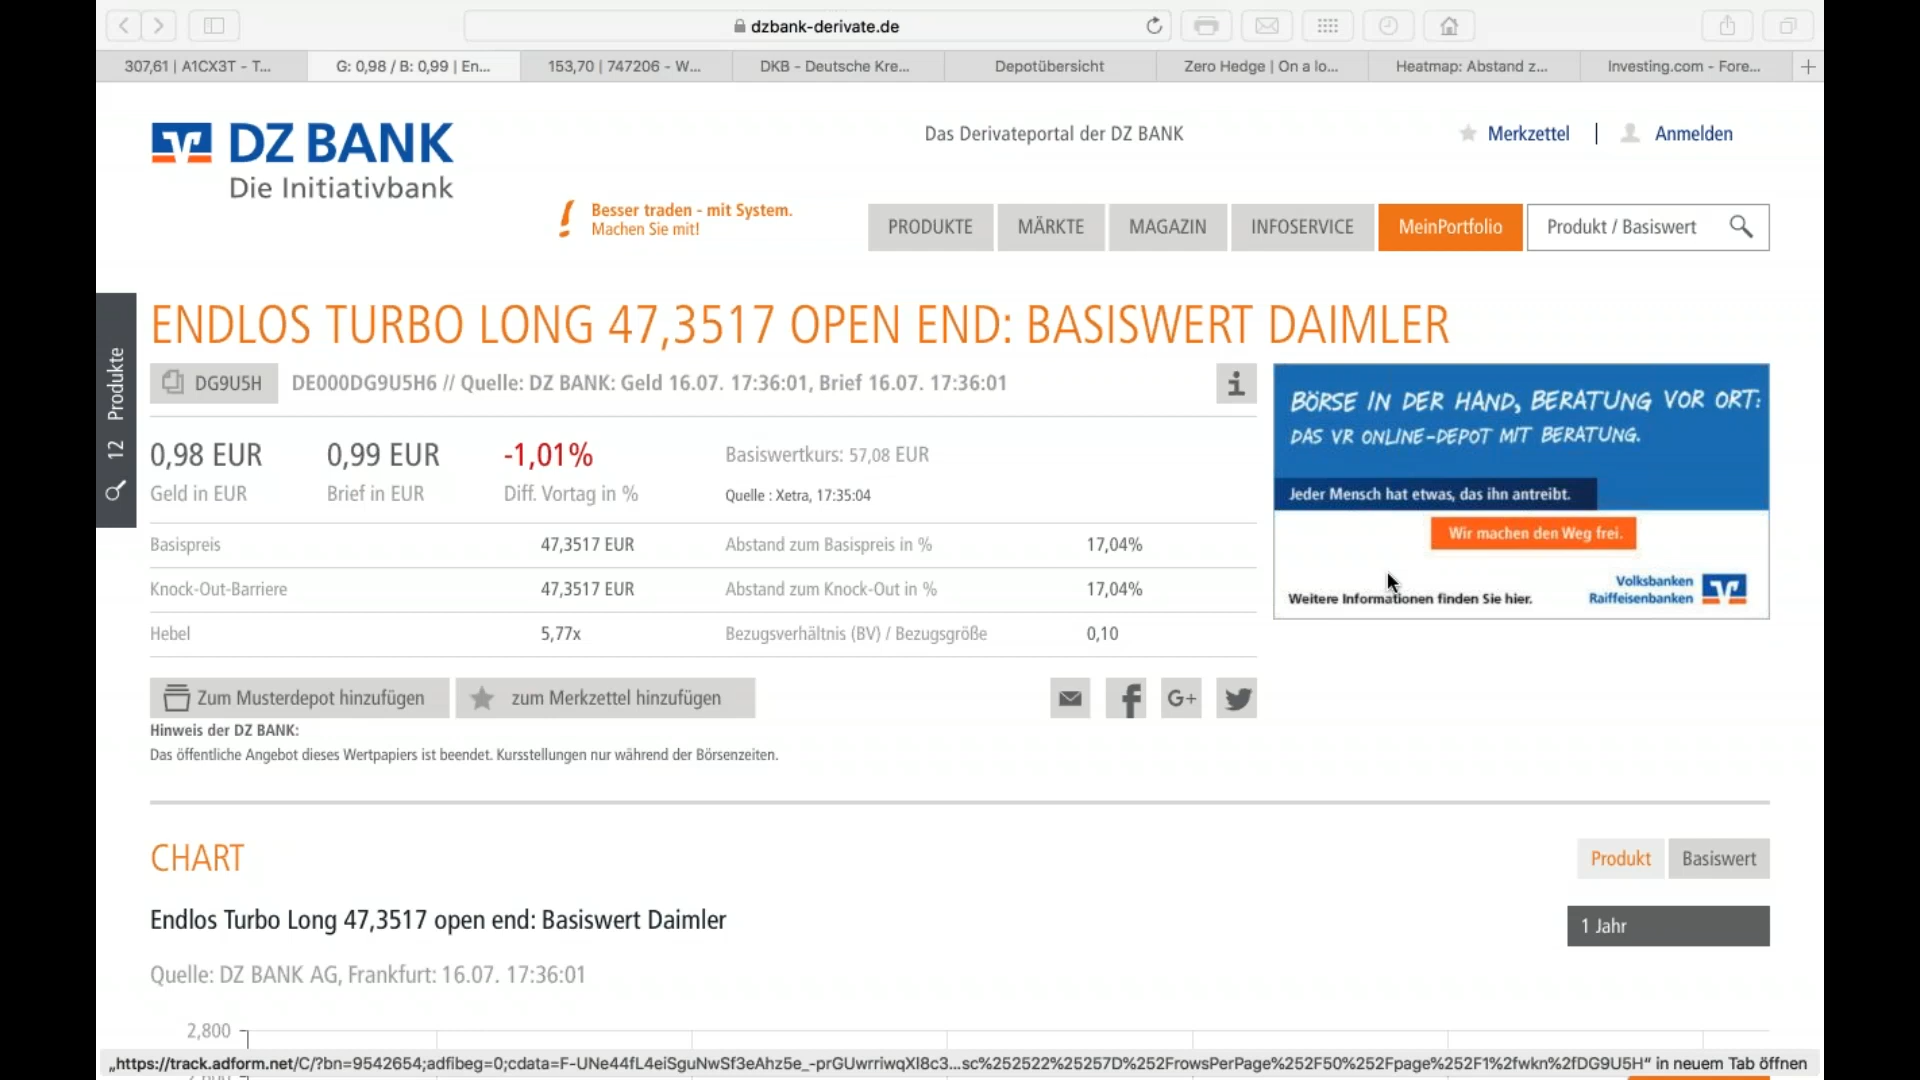 dzbank-derivate.de
307,61 | A1CX3T - T...
G: 0,98 / B: 0,99 | En...
153,70 | 747206 - W...
DKB - Deutsche Kre...
Depotübersicht
Zero Hedge | On a lo...
Heatmap: Abstand z...
Investing.com - Fore...
DZ BANK
Die Initiativbank
Das Derivateportal der DZ BANK
Merkzettel | Anmelden
Besser traden - mit System.
Machen Sie mit!
PRODUKTE
MÄRKTE
MAGAZIN
INFOSERVICE
MeinPortfolio
Produkt / Basiswert
12 Produkte
ENDLOS TURBO LONG 47,3517 OPEN END: BASISWERT DAIMLER
DG9U5H
DE000DG9U5H6 // Quelle: DZ BANK: Geld 16.07. 17:36:01, Brief 16.07. 17:36:01
0,98 EUR
Geld in EUR
0,99 EUR
Brief in EUR
-1,01%
Diff. Vortag in %
Basiswertkurs: 57,08 EUR
Quelle : Xetra, 17:35:04
Basispreis 47,3517 EUR Abstand zum Basispreis in % 17,04%
Knock-Out-Barriere 47,3517 EUR Abstand zum Knock-Out in % 17,04%
Hebel 5,77x Bezugsverhältnis (BV) / Bezugsgröße 0,10
BÖRSE IN DER HAND, BERATUNG VOR ORT:
DAS VR ONLINE-DEPOT MIT BERATUNG.
Jeder Mensch hat etwas, das ihn antreibt.
Wir machen den Weg frei.
Weitere Informationen finden Sie hier.
Volksbanken
Raiffeisenbanken
Zum Musterdepot hinzufügen
zum Merkzettel hinzufügen
G+
Hinweis der DZ BANK:
Das öffentliche Angebot dieses Wertpapiers ist beendet. Kursstellungen nur während der Börsenzeiten.
CHART
Produkt
Basiswert
Endlos Turbo Long 47,3517 open end: Basiswert Daimler
1 Jahr
Quelle: DZ BANK AG, Frankfurt: 16.07. 17:36:01
2,800
„https://track.adform.net/C/?bn=9542654;adfibeg=0;cdata=F-UNe44fL4eiSguNwSf3eAhz5e_-prGUwrriwqXl8c3...sc%252522%25257D%252FrowsPerPage%252F50%252Fpage%252F1%2fwkn%2fDG9U5H“ in neuem Tab öffnen